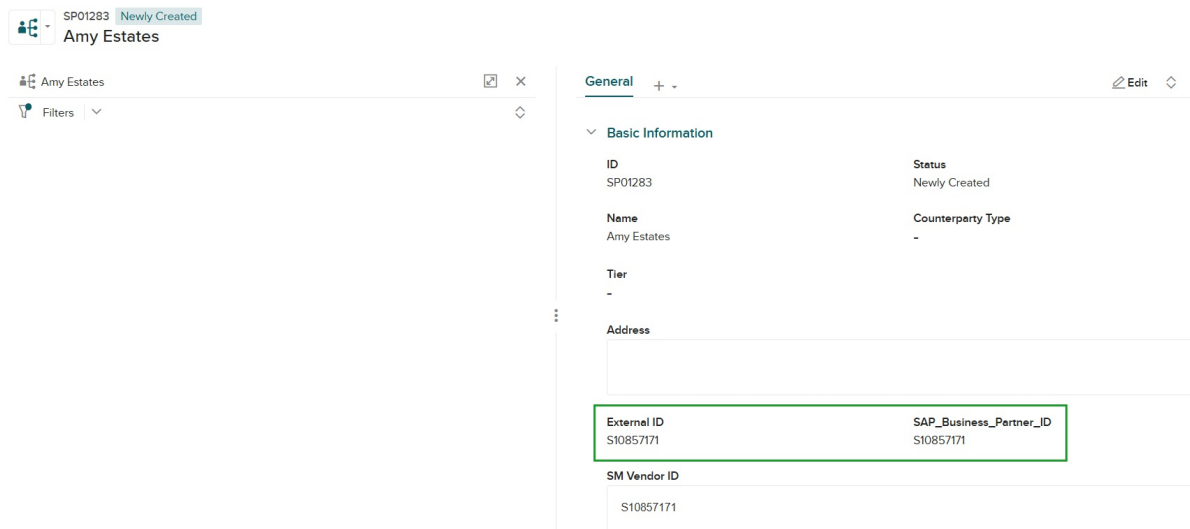 SP01283 Newly Created
Amy Estates
Amy Estates
Filters
General
Edit
Basic Information
ID Status
SP01283 Newly Created
Name Counterparty Type
Amy Estates -
Tier
-
Address
External ID SAP_Business_Partner_ID
S10857171 S10857171
SM Vendor ID
S10857171